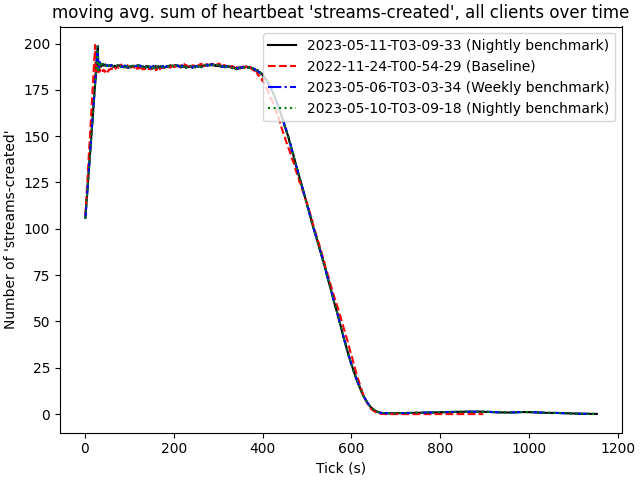 moving avg. sum of heartbeat 'streams-created', all clients over time
2023-05-11-T03-09-33 (Nightly benchmark)
2022-11-24-T00-54-29 (Baseline)
2023-05-06-T03-03-34 (Weekly benchmark)
2023-05-10-T03-09-18 (Nightly benchmark)
Number of 'streams-created'
200
175
150
125
100
75
50
25
0
0 200 400 600 800 1000 1200
Tick (s)